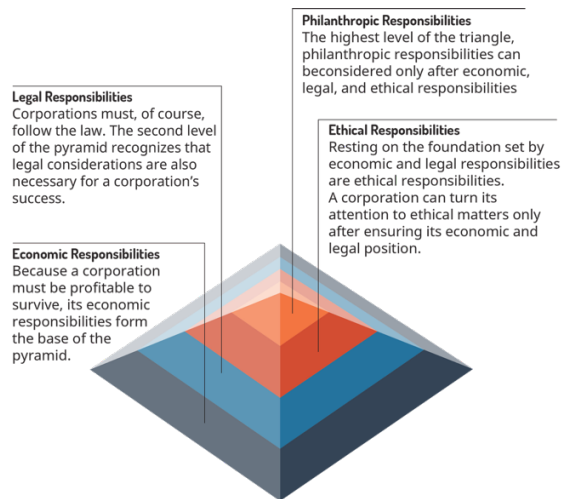 Philanthropic Responsibilities
The highest level of the triangle,
philanthropic responsibilities can
beconsidered only after economic,
legal, and ethical responsibilities
Legal Responsibilities
Corporations must, of course,
follow the law. The second level
of the pyramid recognizes that
legal considerations are also
necessary for a corporation's
success.
Ethical Responsibilities
Resting on the foundation set by
economic and legal responsibilities
are ethical responsibilities.
A corporation can turn its
attention to ethical matters only
after ensuring its economic and
legal position.
Economic Responsibilities
Because a corporation
must be profitable to
survive, its economic
responsibilities form
the base of the
pyramid.